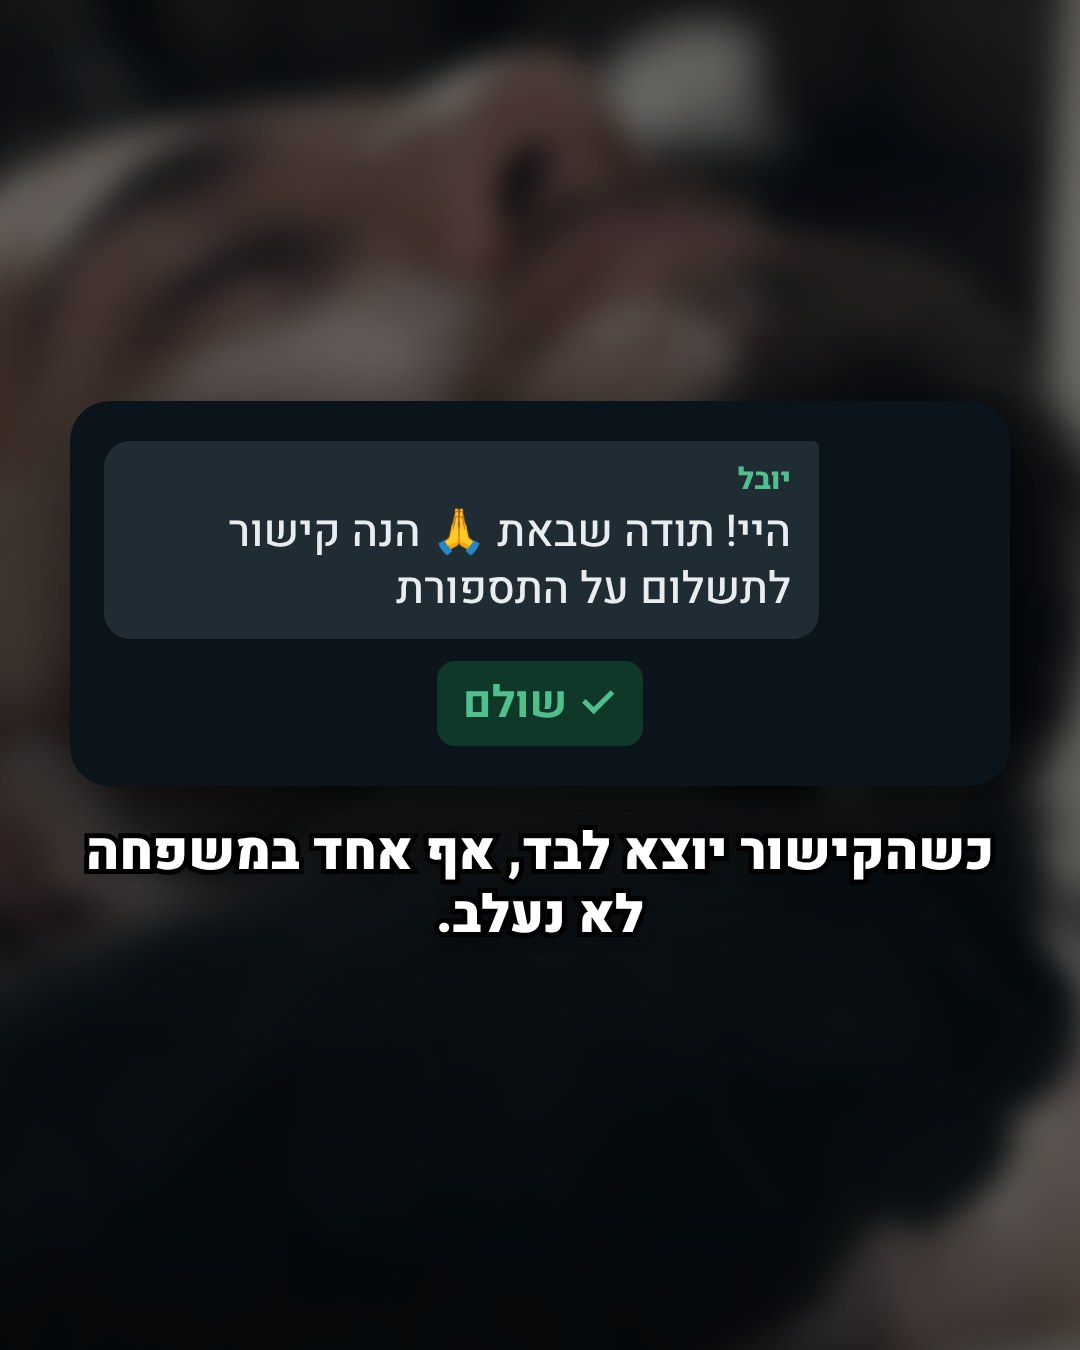 יובל
היי! תודה שבאת 🙏 הנה קישור
לתשלום על התספורת
✓ שולם
כשהקישור יוצא לבד, אף אחד במשפחה
לא נעלב.